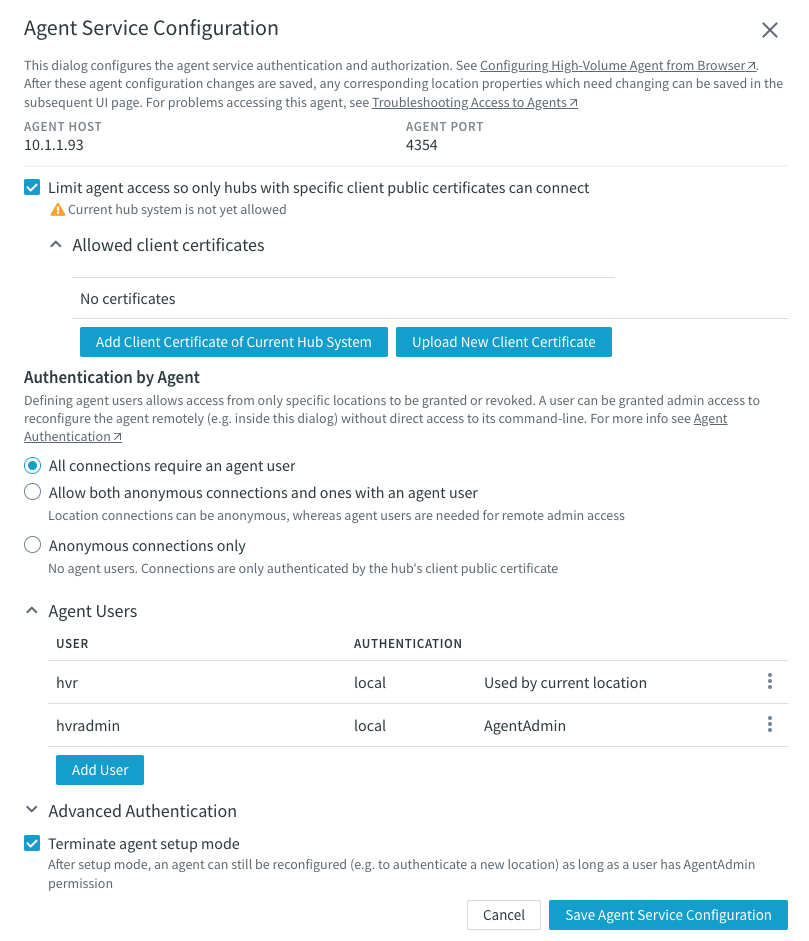 Agent Service Configuration
This dialog configures the agent service authentication and authorization. See Configuring High-Volume Agent from Browser.
After these agent configuration changes are saved, any corresponding location properties which need changing can be saved in the
subsequent UI page. For problems accessing this agent, see Troubleshooting Access to Agents
AGENT HOST AGENT PORT
10.1.1.93 4354
Limit agent access so only hubs with specific client public certificates can connect
Current hub system is not yet allowed
Allowed client certificates
No certificates
Add Client Certificate of Current Hub System Upload New Client Certificate
Authentication by Agent
Defining agent users allows access from only specific locations to be granted or revoked. A user can be granted admin access to
reconfigure the agent remotely (e.g. inside this dialog) without direct access to its command-line. For more info see Agent
Authentication
All connections require an agent user
Allow both anonymous connections and ones with an agent user
Location connections can be anonymous, whereas agent users are needed for remote admin access
Anonymous connections only
No agent users. Connections are only authenticated by the hub's client public certificate
Agent Users
USER AUTHENTICATION
hvr local Used by current location
hvradmin local AgentAdmin
Add User
Advanced Authentication
Terminate agent setup mode
After setup mode, an agent can still be reconfigured (e.g. to authenticate a new location) as long as a user has AgentAdmin
permission
Cancel Save Agent Service Configuration